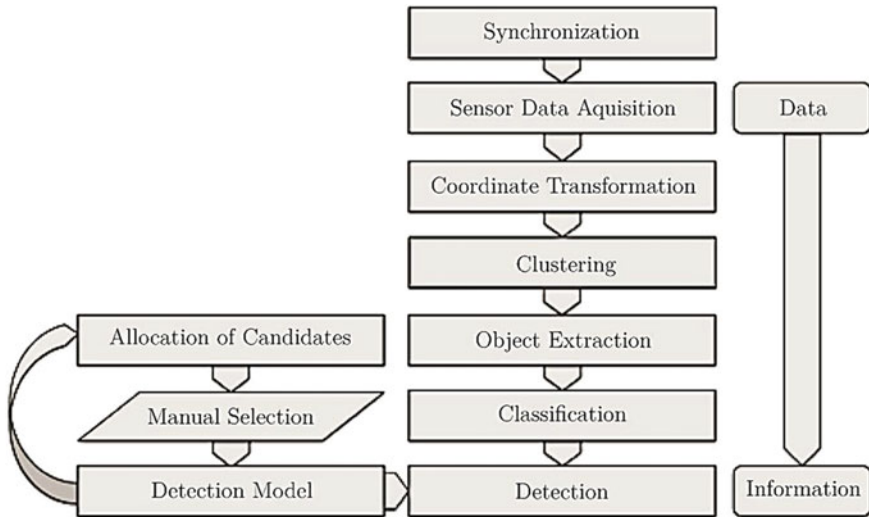 Synchronization
Sensor Data Aquisition
Data
Coordinate Transformation
Clustering
Allocation of Candidates
Object Extraction
Manual Selection
Classification
Detection Model
Detection
Information